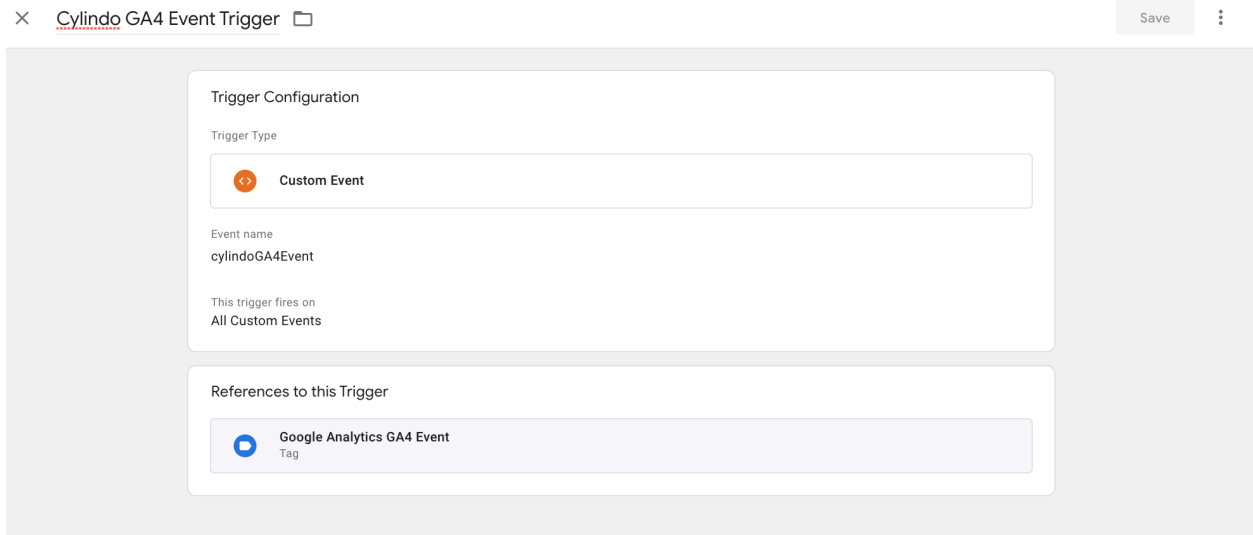 Cylindo GA4 Event Trigger
Save
Trigger Configuration
Trigger Type
Custom Event
Event name
cylindoGA4Event
This trigger fires on
All Custom Events
References to this Trigger
Google Analytics GA4 Event
Tag